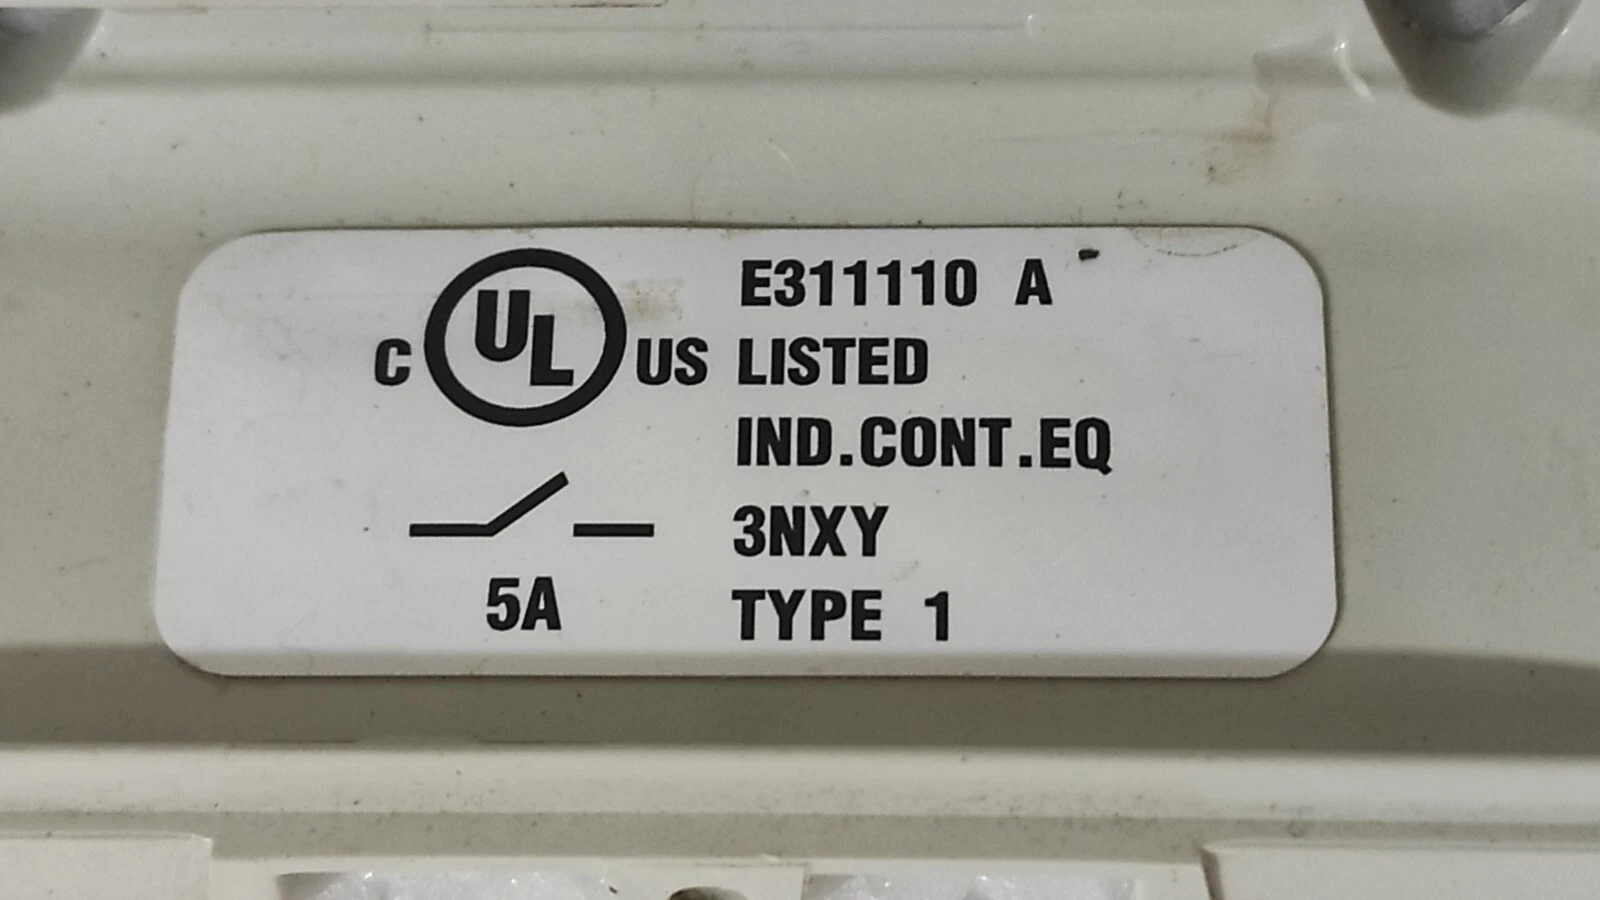 E311110 A
C UL US LISTED
IND.CONT.EQ
3NXY
5A TYPE 1